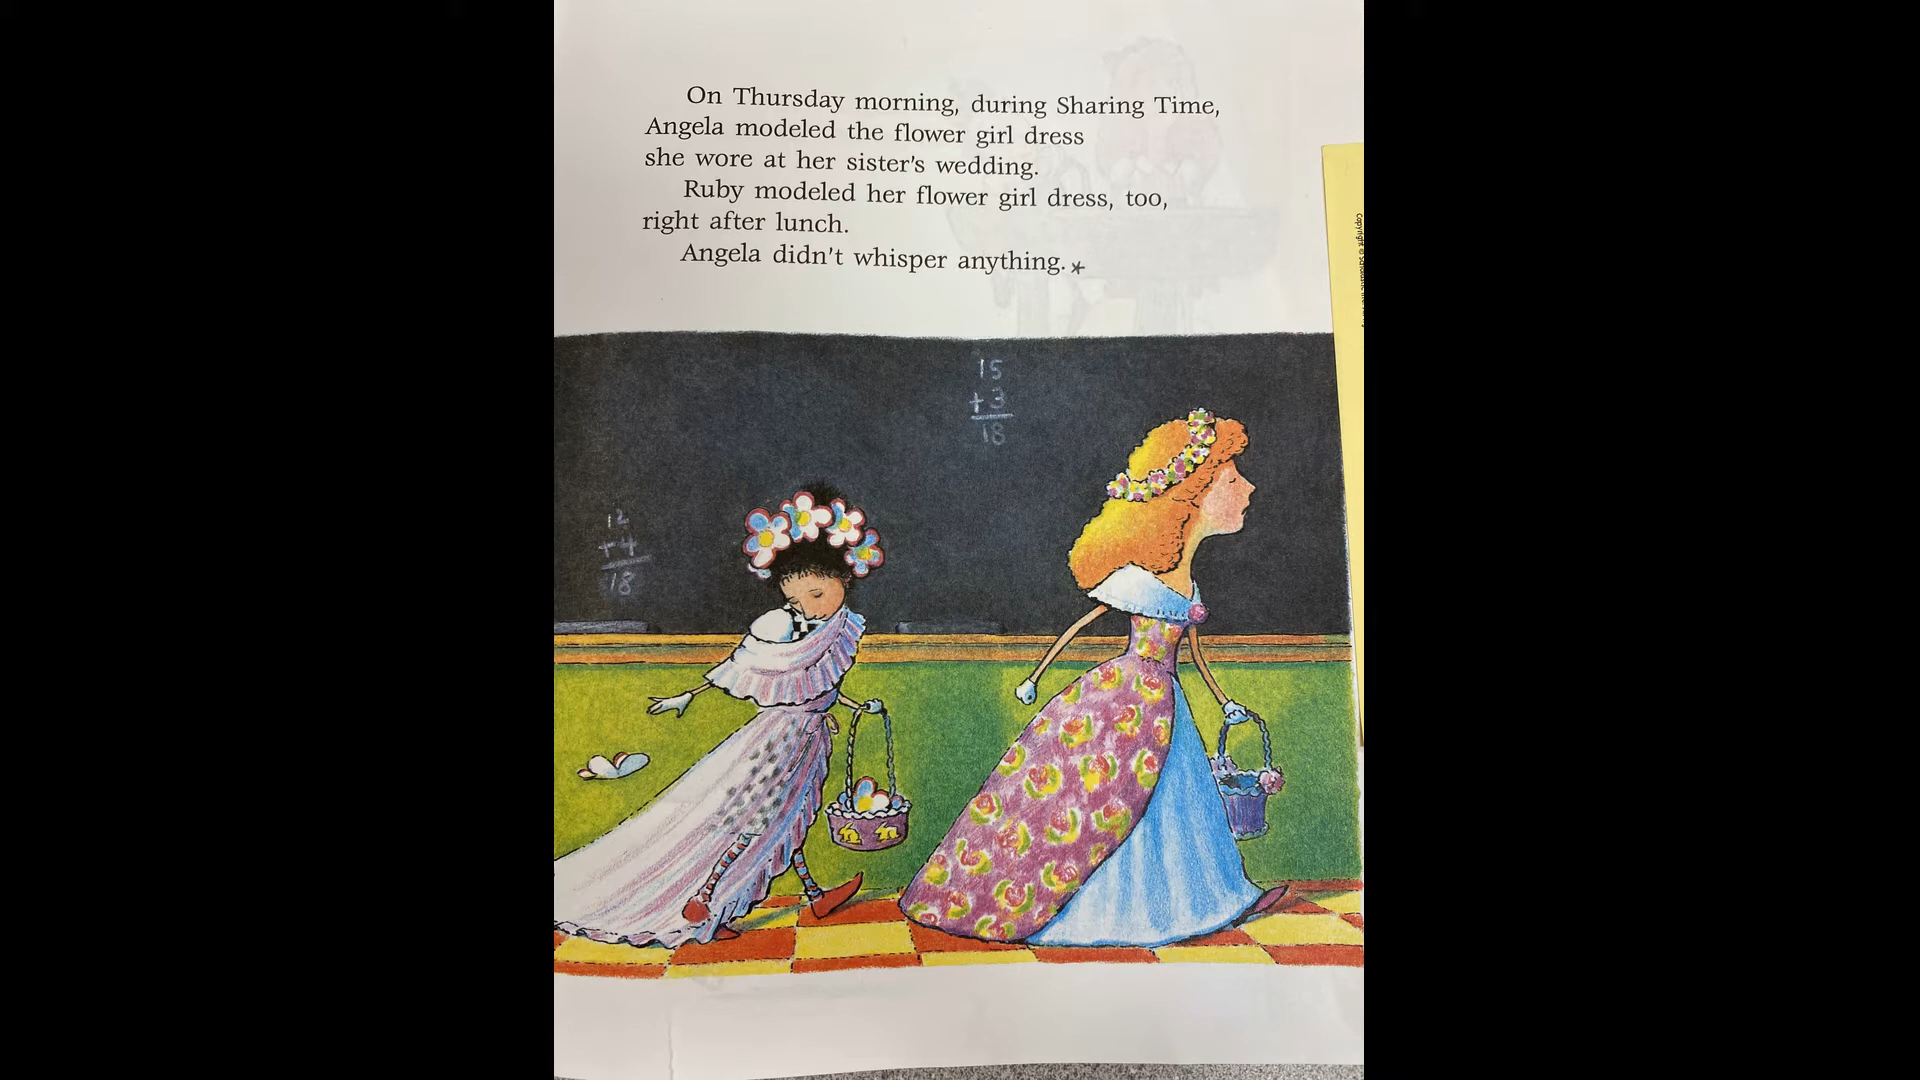 On Thursday morning, during Sharing Time,
Angela modeled the flower girl dress
she wore at her sister's wedding.
Ruby modeled her flower girl dress, too,
right after lunch.
Angela didn't whisper anything.*
15
+3
18
12
+4
18
Copyright © Scholastic